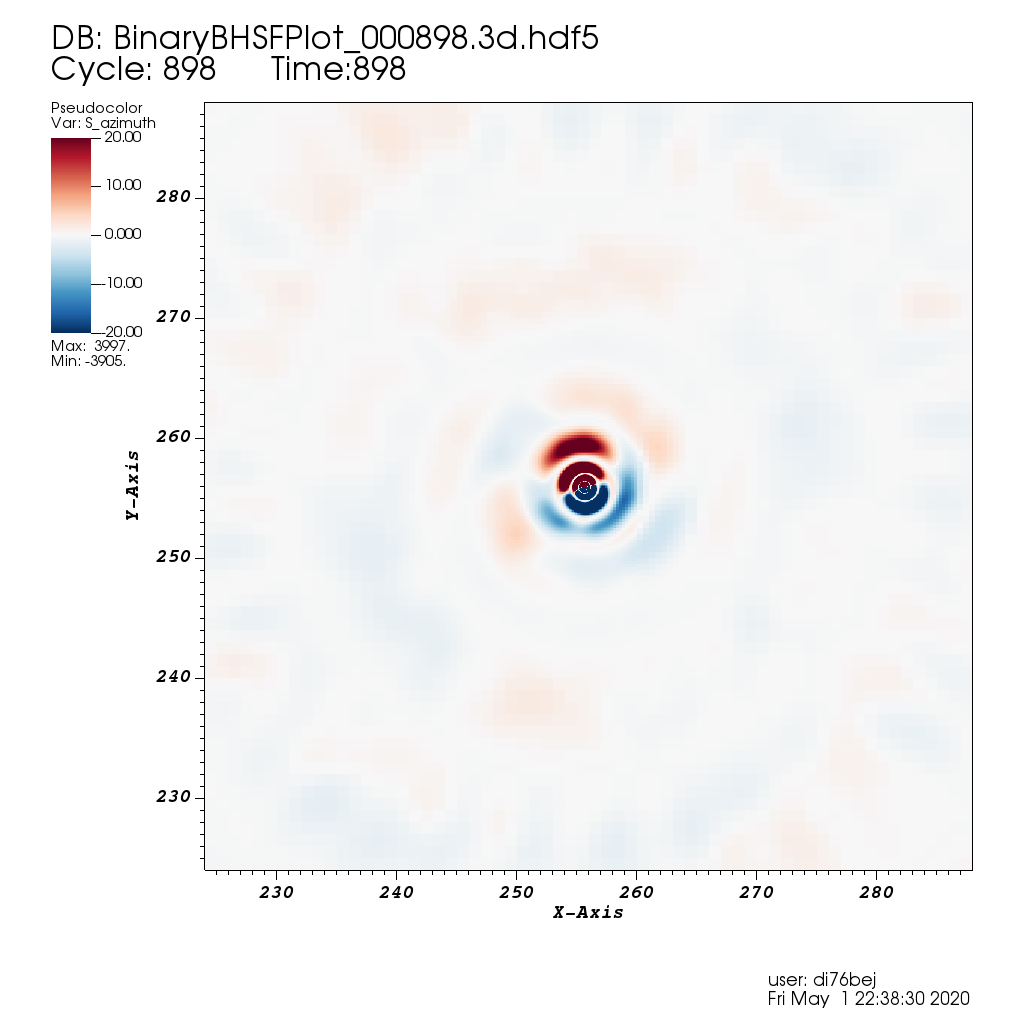 DB: BinaryBHSFPlot_000898.3d.hdf5
Cycle: 898 Time:898
Pseudocolor
Var: S_azimuth
20.00
10.00
0.000
-10.00
-20.00
Max: 3997.
Min: -3905.
280
270
260
250
240
230
Y-Axis
230 240 250 260 270 280
X-Axis
user: di76bej
Fri May 1 22:38:30 2020